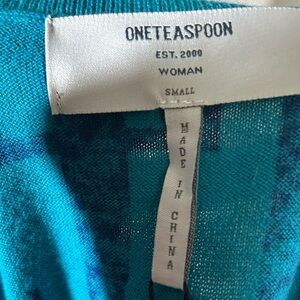 ONETEASPOON
EST. 2000
WOMAN
SMALL
MADE IN CHINA